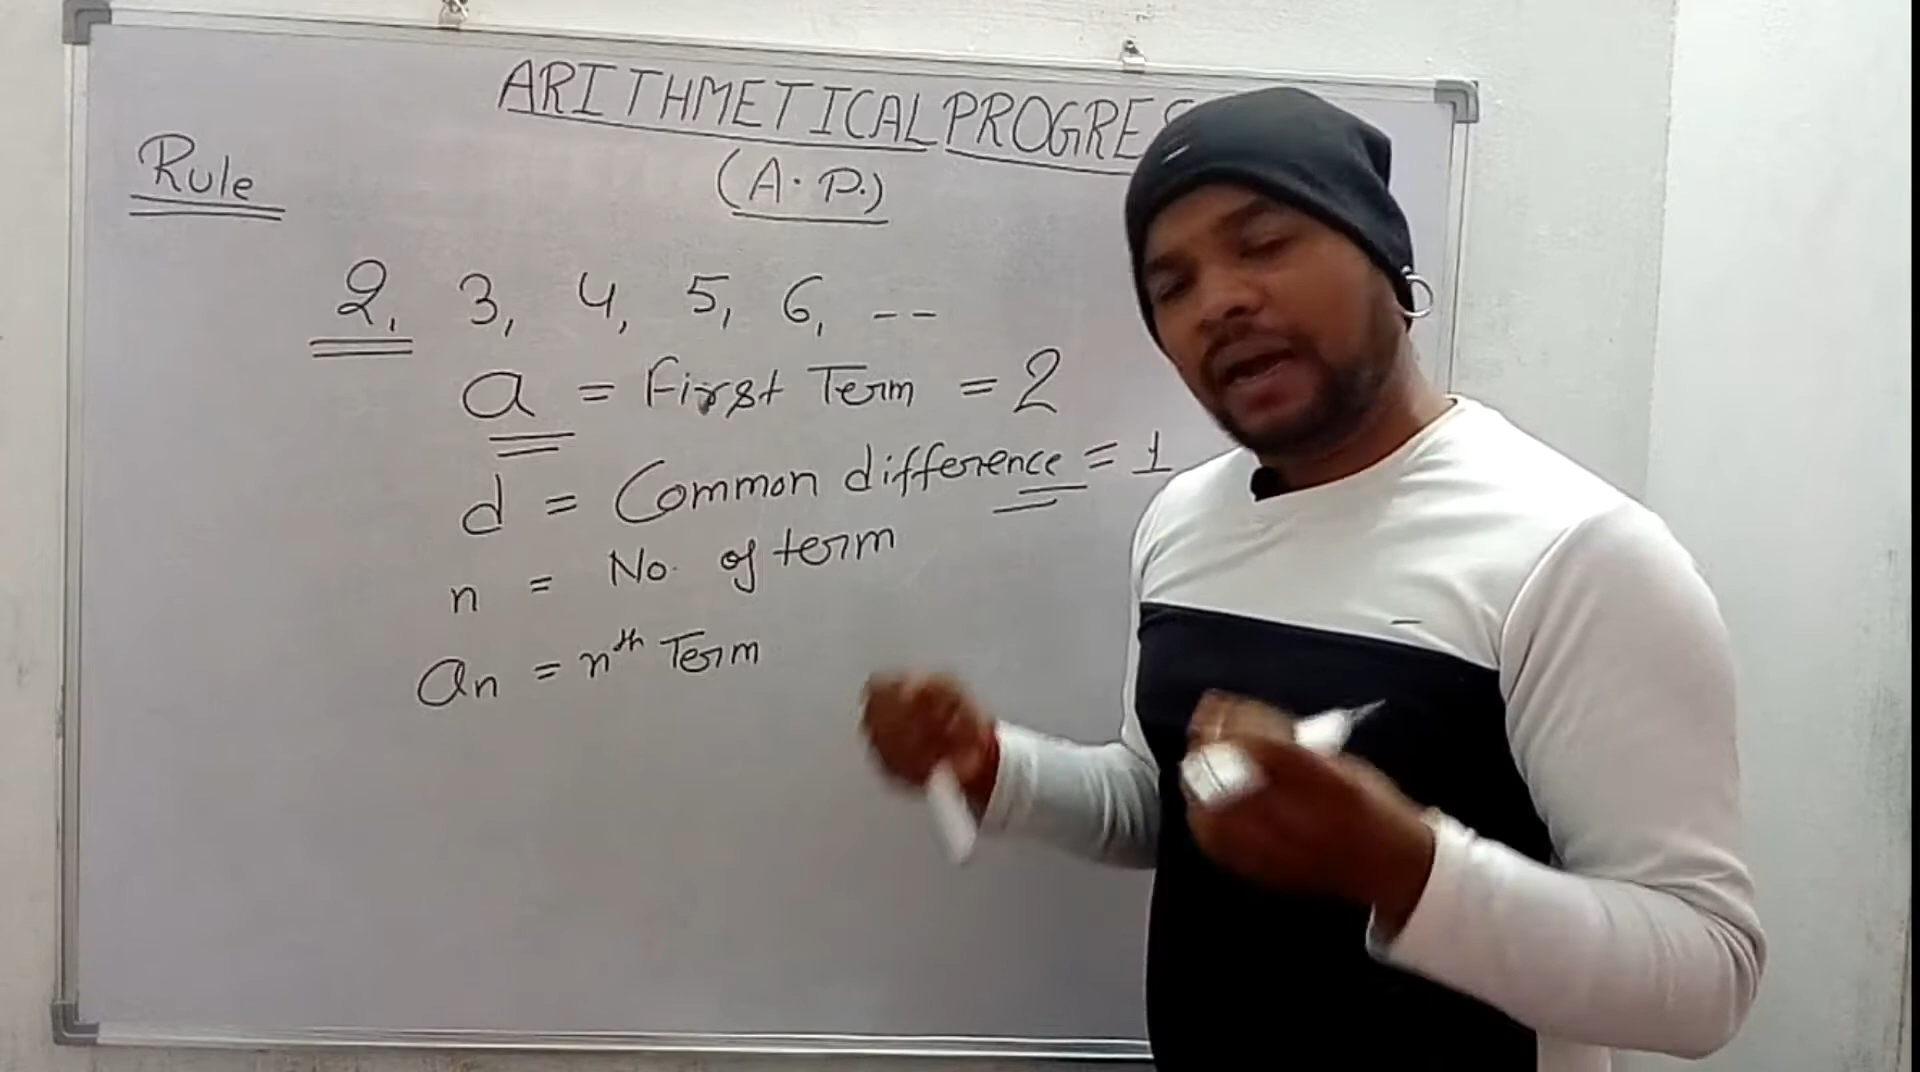 ARITHMETICAL PROGRES
(A.P.)
Rule
2, 3, 4, 5, 6, --
a = First Term = 2
d = Common difference = 1
n = No. of term
an = nth Term